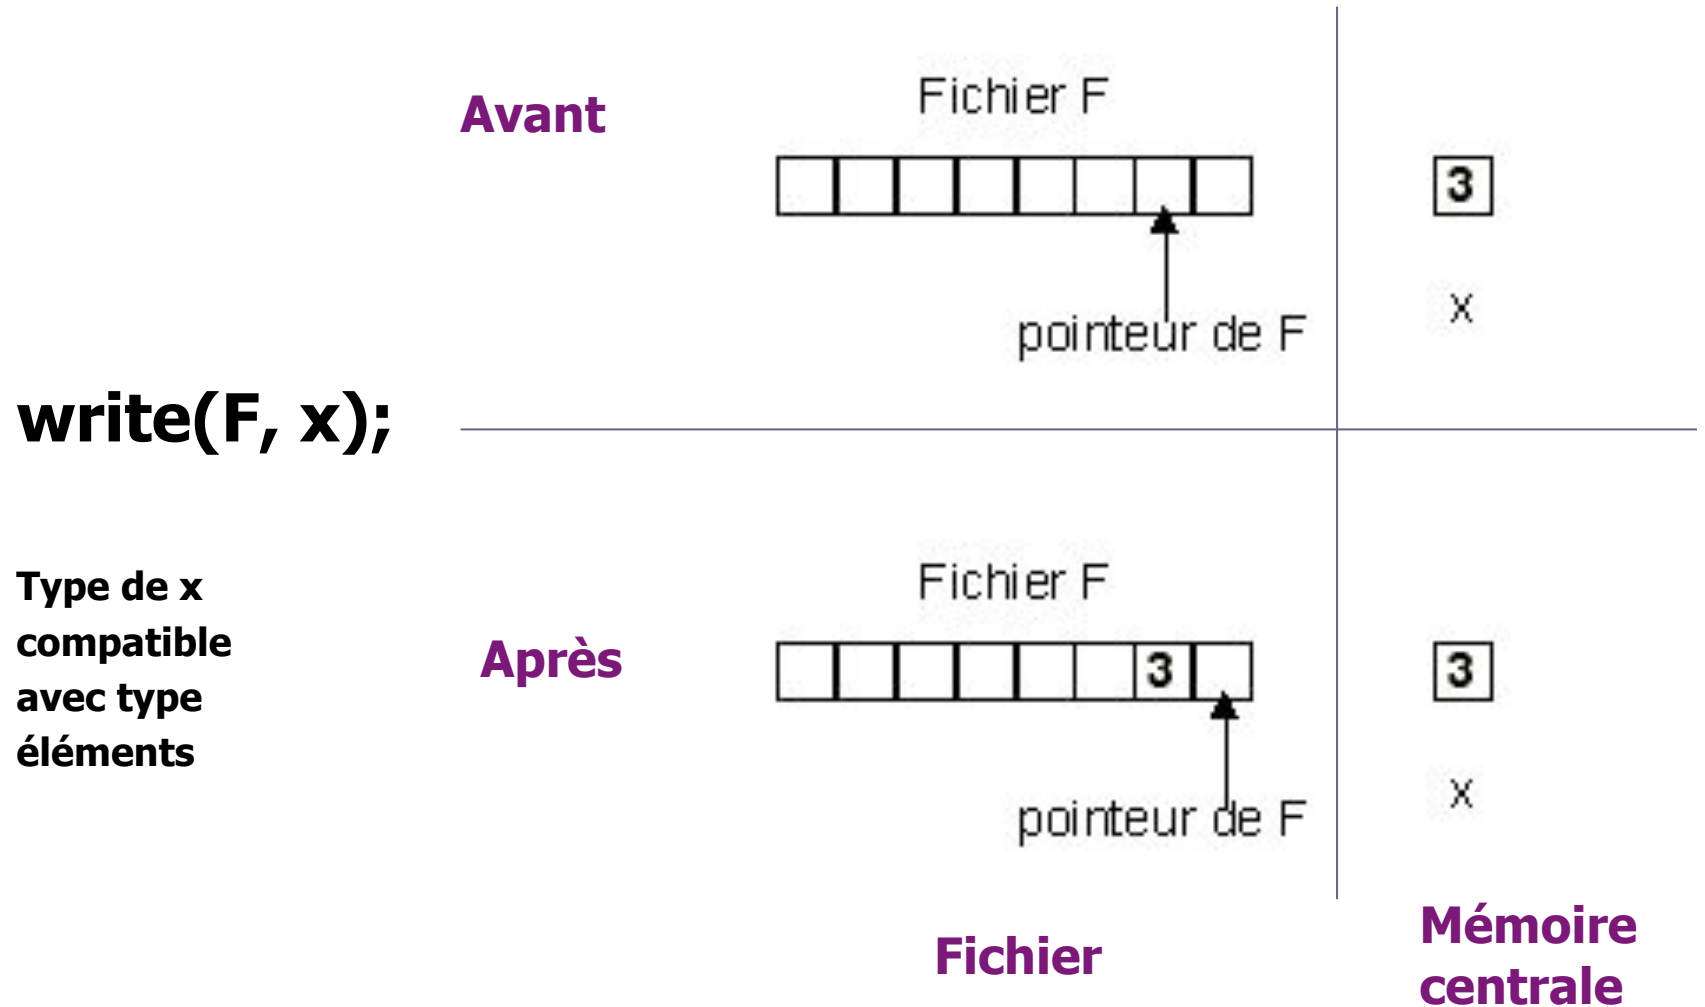 Avant
Fichier F
3
pointeur de F
x
write(F, x);
Type de x
compatible
avec type
éléments
Après
Fichier F
3
3
pointeur de F
x
Fichier
Mémoire
centrale